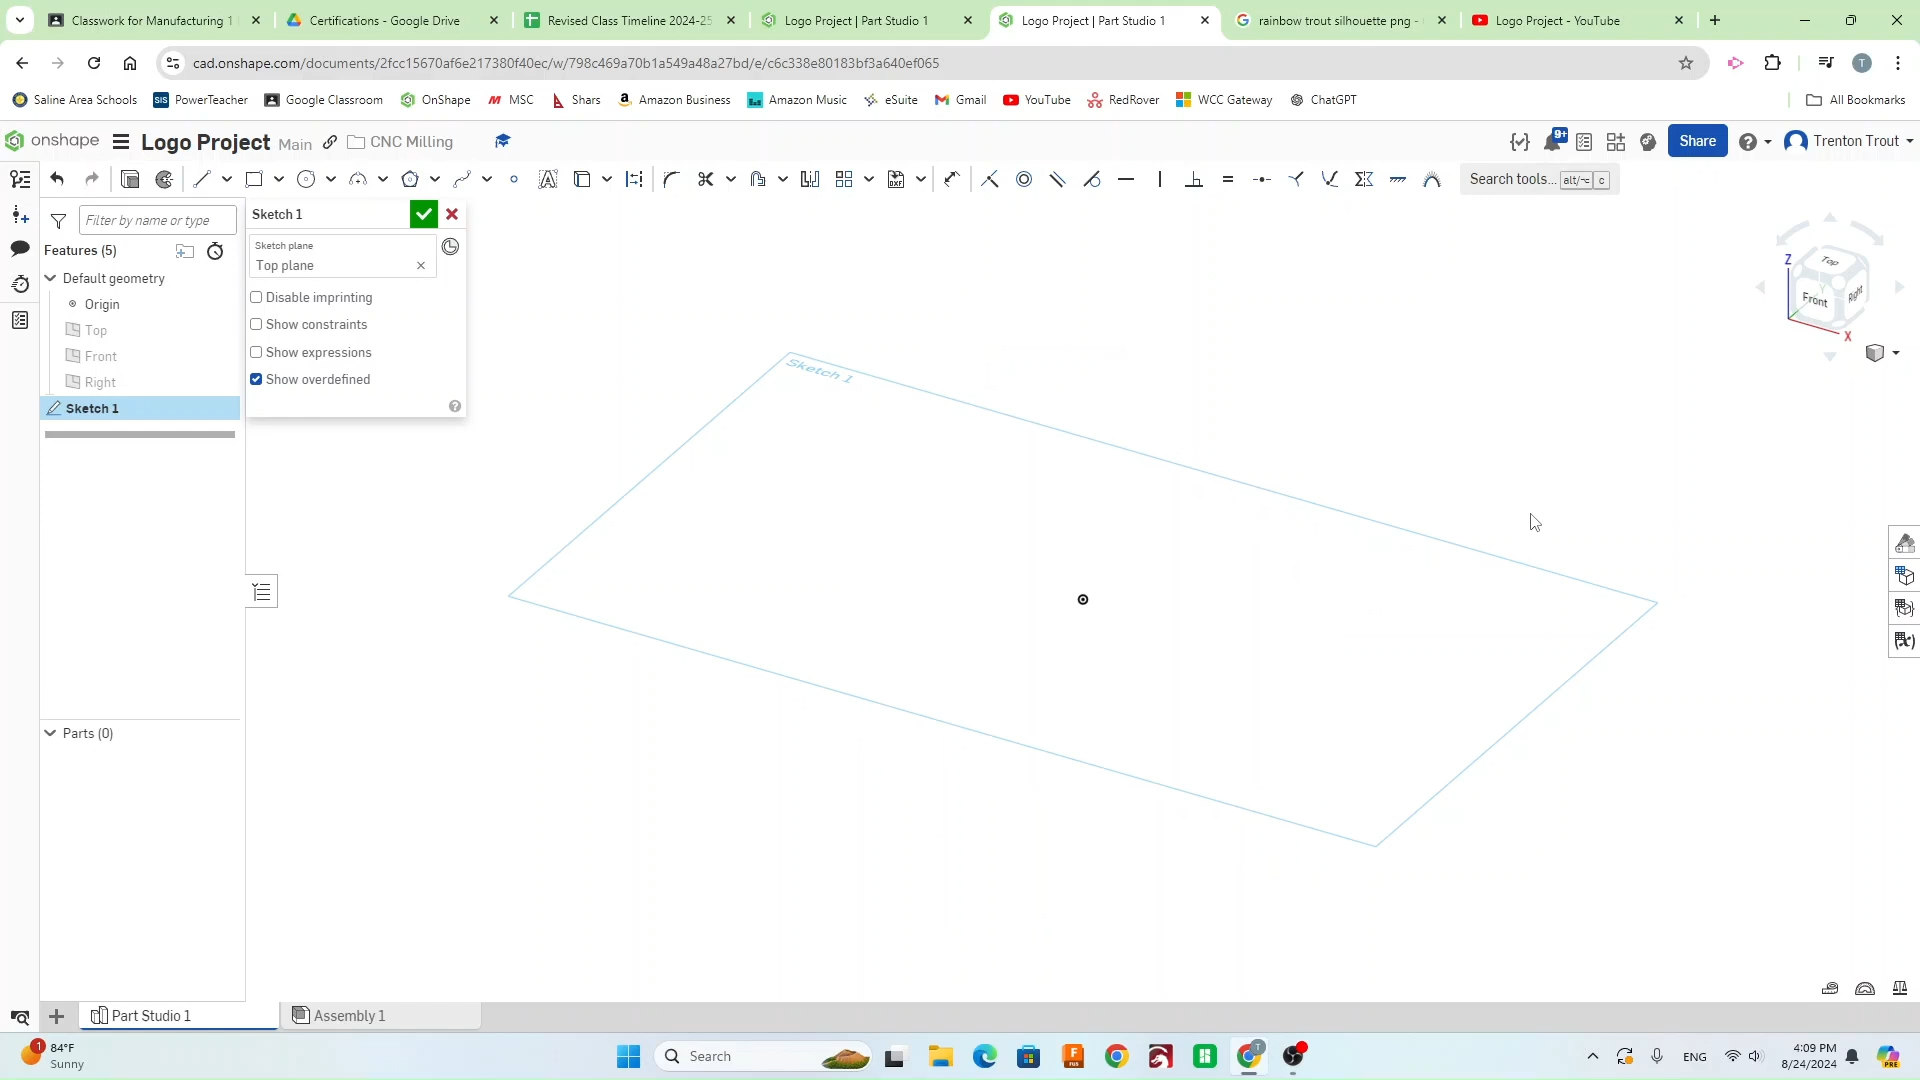 Classwork for Manufacturing 1
Certifications - Google Drive
Revised Class Timeline 2024-25
Logo Project | Part Studio 1
Logo Project | Part Studio 1
rainbow trout silhouette png -
Logo Project - YouTube
cad.onshape.com/documents/2fcc15670af6e217380f40ec/w/798c469a70b1a549a48a27bd/e/c6c338e80183bf3a640ef065
T
Saline Area Schools
SIS
PowerTeacher
Google Classroom
OnShape
MSC
Shars
Amazon Business
Amazon Music
eSuite
Gmail
YouTube
RedRover
WCC Gateway
ChatGPT
All Bookmarks
onshape
Logo Project
Main
CNC Milling
9+
Share
Trenton Trout
DXF
Search tools...
alt/⌥
c
Filter by name or type
Features (5)
Default geometry
Origin
Top
Front
Right
Sketch 1
Parts (0)
Sketch 1
Sketch plane
Top plane
Disable imprinting
Show constraints
Show expressions
Show overdefined
Sketch 1
Z
Top
Y
Front
Right
X
(x)
Part Studio 1
Assembly 1
1
84°F
Sunny
Search
F
FUS
T
ENG
4:09 PM
8/24/2024
PRE